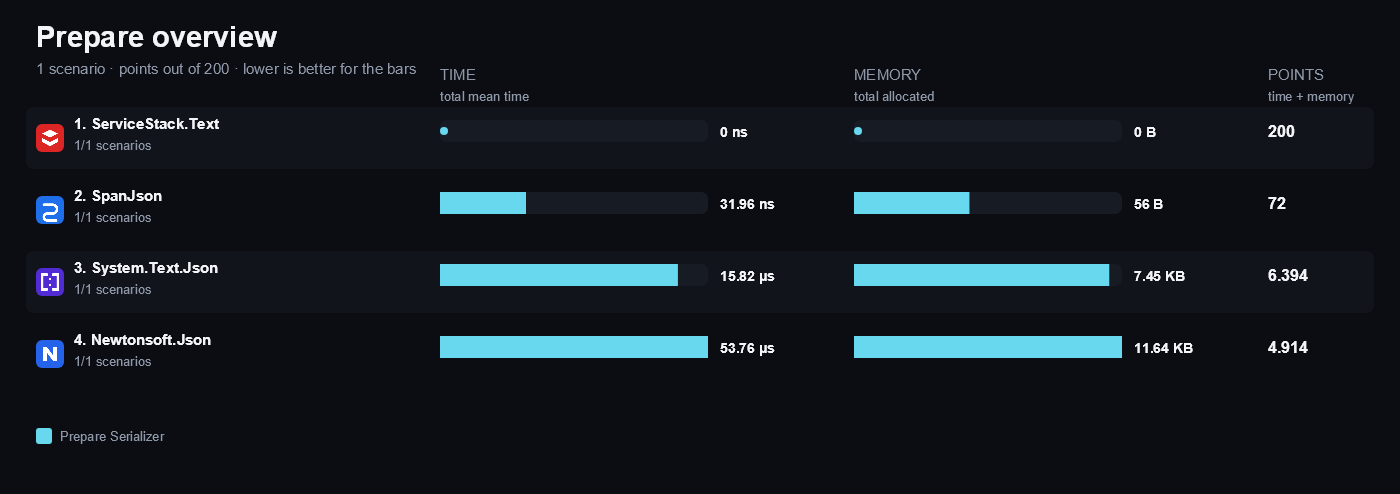 Prepare overview
1 scenario · points out of 200 · lower is better for the bars
TIME
total mean time
MEMORY
total allocated
POINTS
time + memory
1. ServiceStack.Text
1/1 scenarios
0 ns
0 B
200
2. SpanJson
1/1 scenarios
31.96 ns
56 B
72
3. System.Text.Json
1/1 scenarios
15.82 µs
7.45 KB
6.394
N
4. Newtonsoft.Json
1/1 scenarios
53.76 µs
11.64 KB
4.914
Prepare Serializer